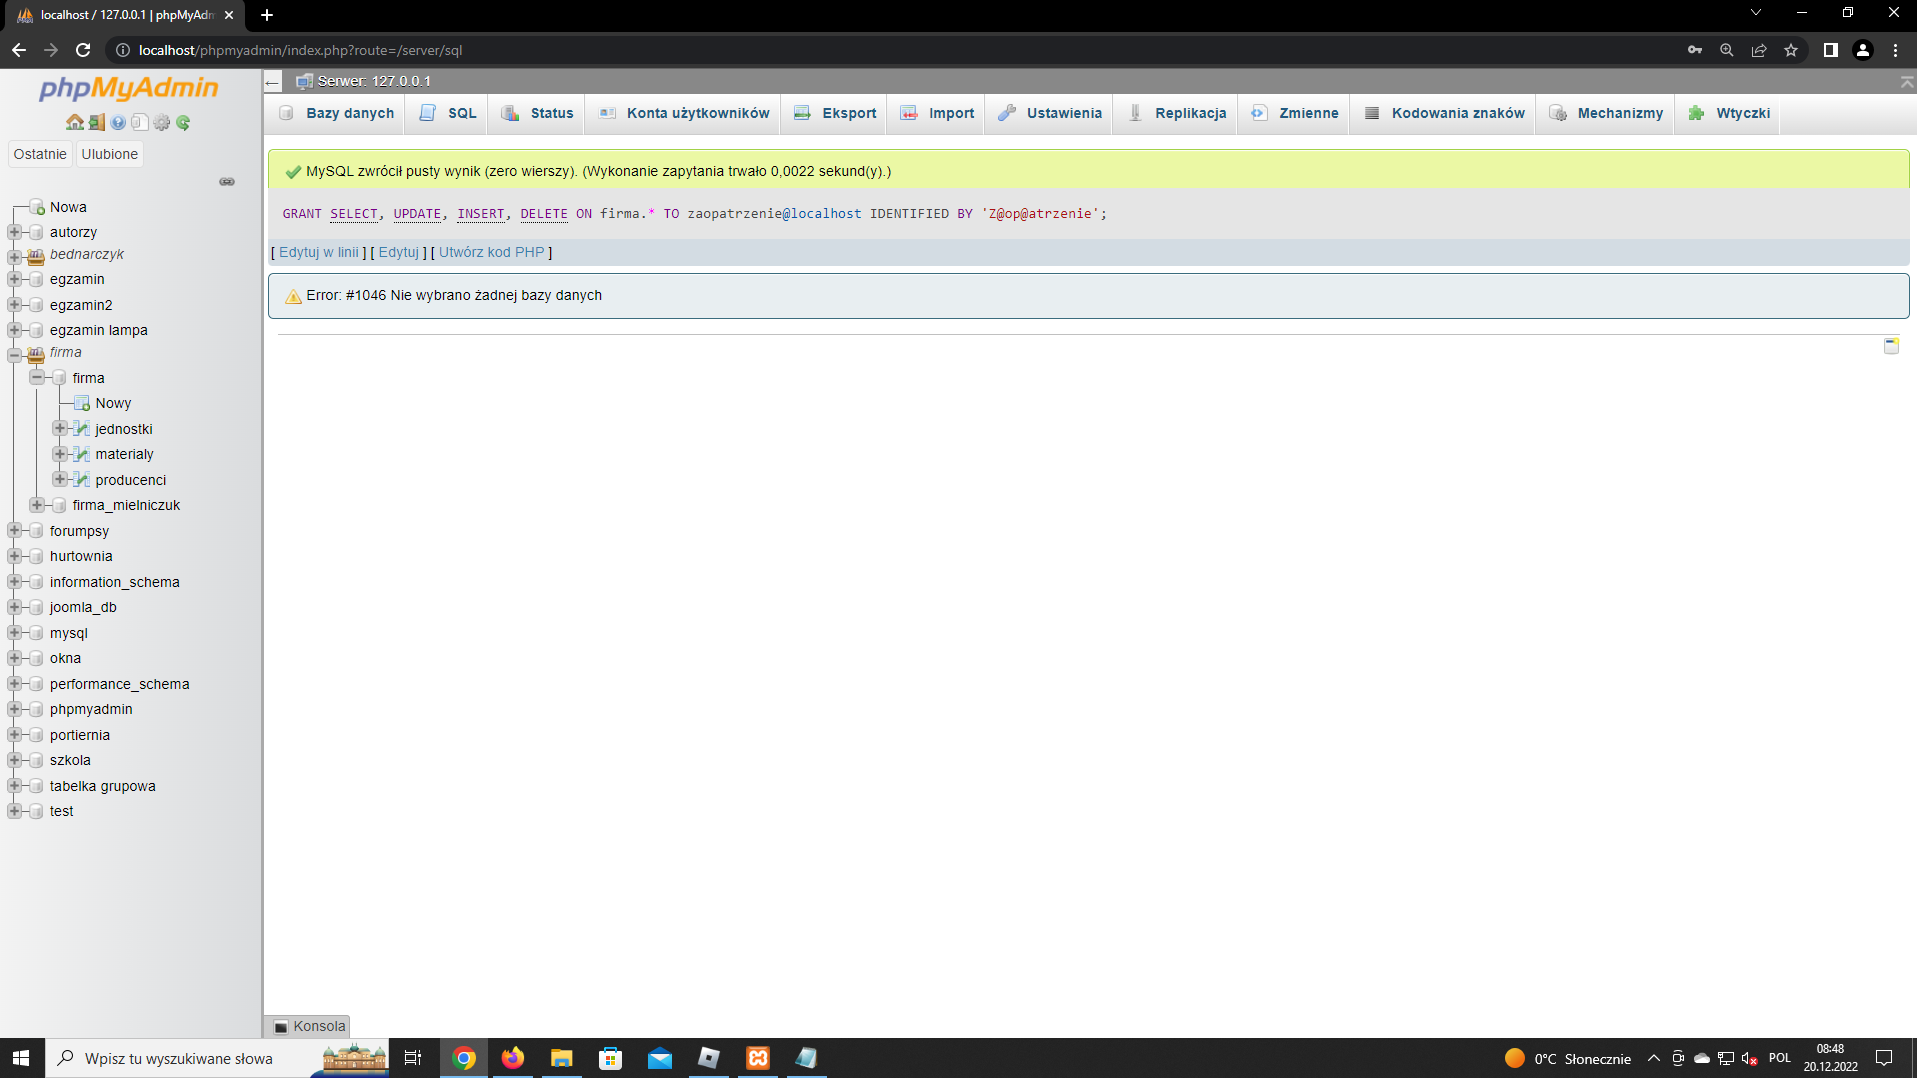 localhost / 127.0.0.1 | phpMyAdm
localhost/phpmyadmin/index.php?route=/server/sql
phpMyAdmin
Ostatnie
Ulubione
Nowa
autorzy
bednarczyk
egzamin
egzamin2
egzamin lampa
firma
firma
Nowy
jednostki
materialy
producenci
firma_mielniczuk
forumpsy
hurtownia
information_schema
joomla_db
mysql
okna
performance_schema
phpmyadmin
portiernia
szkola
tabelka grupowa
test
Serwer: 127.0.0.1
Bazy danych
SQL
Status
Konta użytkowników
Eksport
Import
Ustawienia
Replikacja
Zmienne
Kodowania znaków
Mechanizmy
Wtyczki
MySQL zwrócił pusty wynik (zero wierszy). (Wykonanie zapytania trwało 0,0022 sekund(y).)
GRANT SELECT, UPDATE, INSERT, DELETE ON firma.* TO zaopatrzenie@localhost IDENTIFIED BY 'Z@op@atrzenie';
[ Edytuj w linii ] [ Edytuj ] [ Utwórz kod PHP ]
Error: #1046 Nie wybrano żadnej bazy danych
Konsola
Wpisz tu wyszukiwane słowa
0°C Słonecznie
POL
08:48
20.12.2022